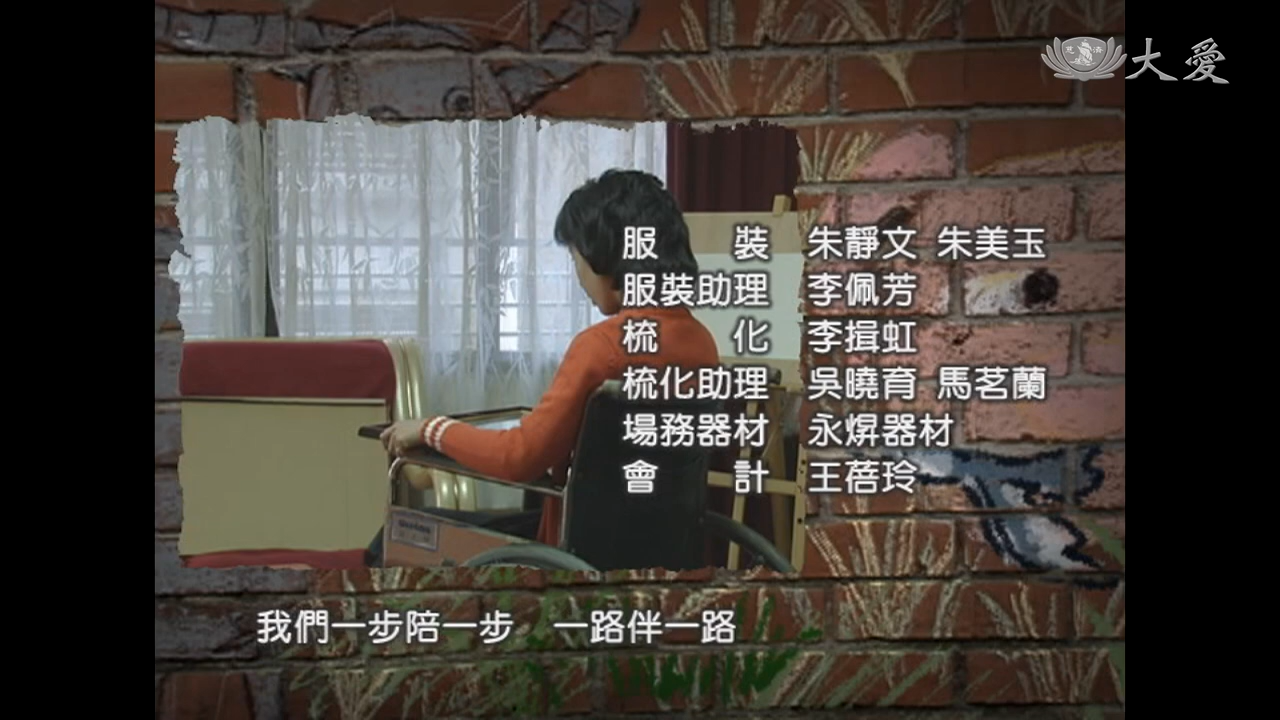 大愛
服裝 朱靜文 朱美玉
服裝助理 李佩芳
梳化 李揖虹
梳化助理 吳曉育 馬茗蘭
場務器材 永焺器材
會計 王蓓玲
我們一步陪一步 一路伴一路